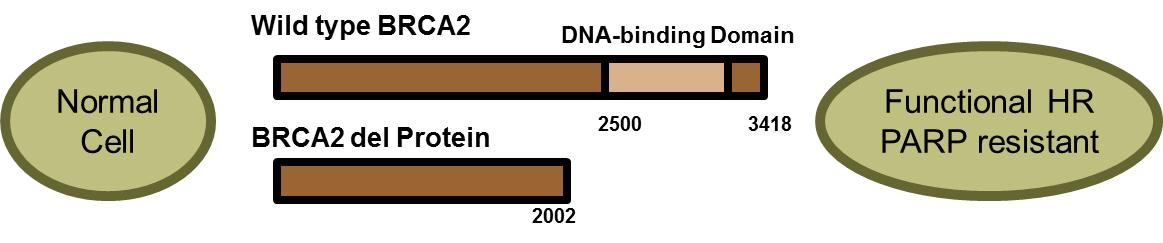 Normal
Cell
Wild type BRCA2
DNA-binding Domain
2500
3418
BRCA2 del Protein
2002
Functional HR
PARP resistant